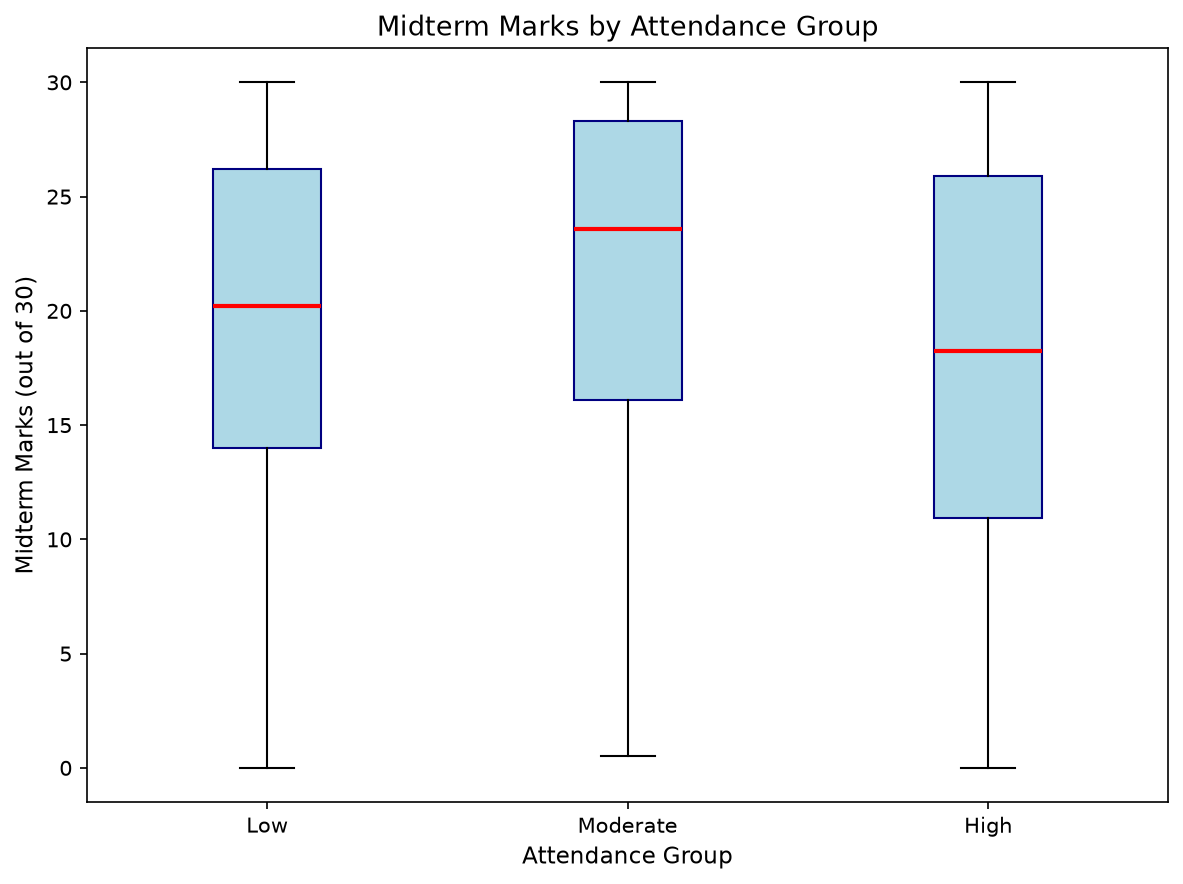 Midterm Marks by Attendance Group
Midterm Marks (out of 30)
30
25
20
15
10
5
0
Low Moderate High
Attendance Group